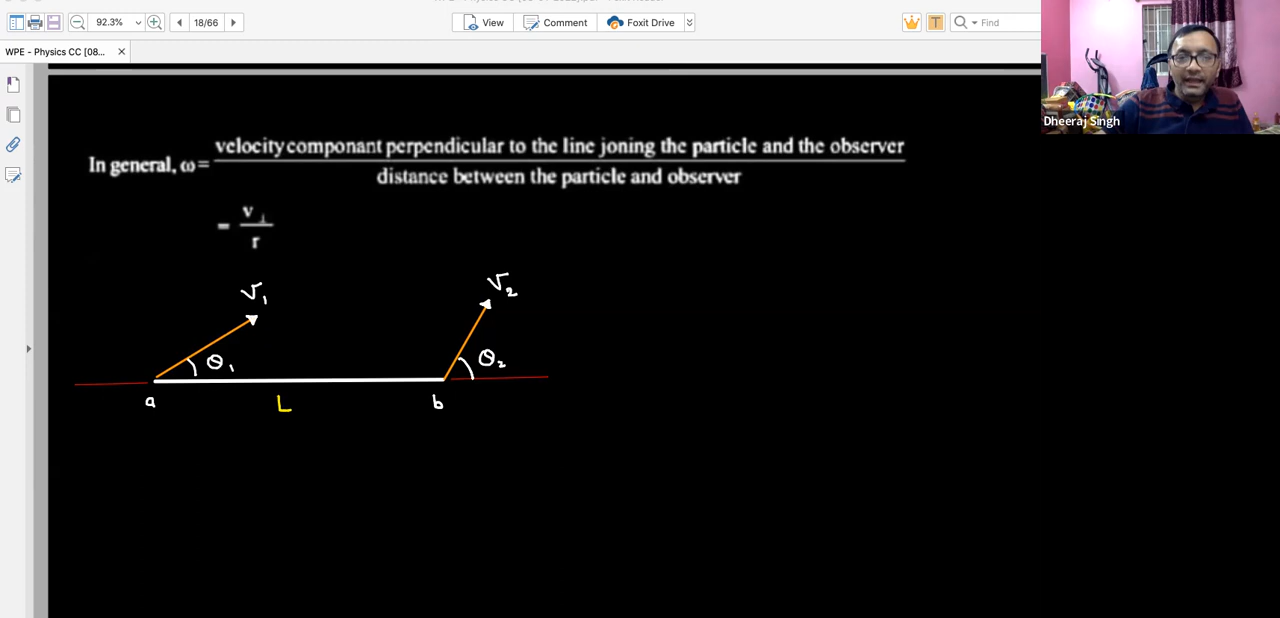 92.3%
18/66
View
Comment
Foxit Drive
T
Find
WPE - Physics CC [08...
Dheeraj Singh
In general, ω = velocity componant perpendicular to the line joning the particle and the observer
distance between the particle and observer
= v⊥
r
V₁
V₂
θ₁
θ₂
a
L
b